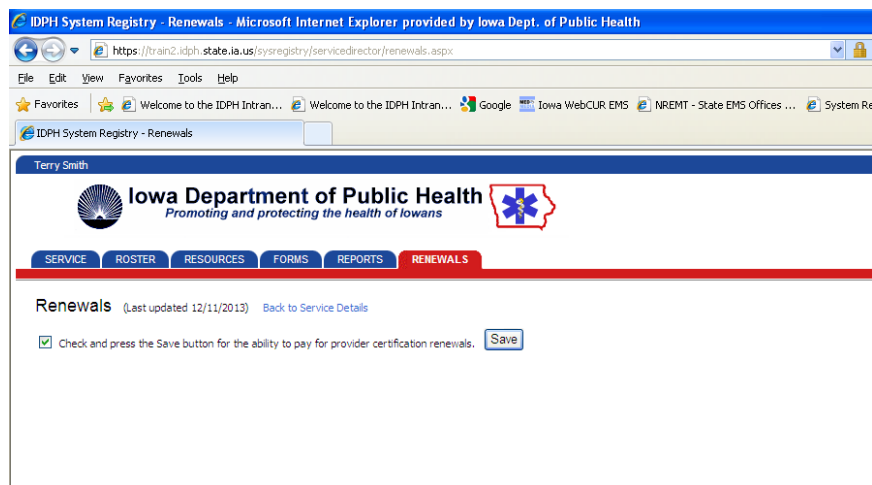 IDPH System Registry - Renewals - Microsoft Internet Explorer provided by Iowa Dept. of Public Health
https://train2.idph.state.ia.us/sysregistry/servicedirector/renewals.aspx
File Edit View Favorites Tools Help
Favorites Welcome to the IDPH Intran... Welcome to the IDPH Intran... Google Iowa WebCUR EMS NREMT - State EMS Offices ... System Re
IDPH System Registry - Renewals
Terry Smith
Iowa Department of Public Health
Promoting and protecting the health of Iowans
SERVICE ROSTER RESOURCES FORMS REPORTS RENEWALS
Renewals (Last updated 12/11/2013) Back to Service Details
Check and press the Save button for the ability to pay for provider certification renewals. Save